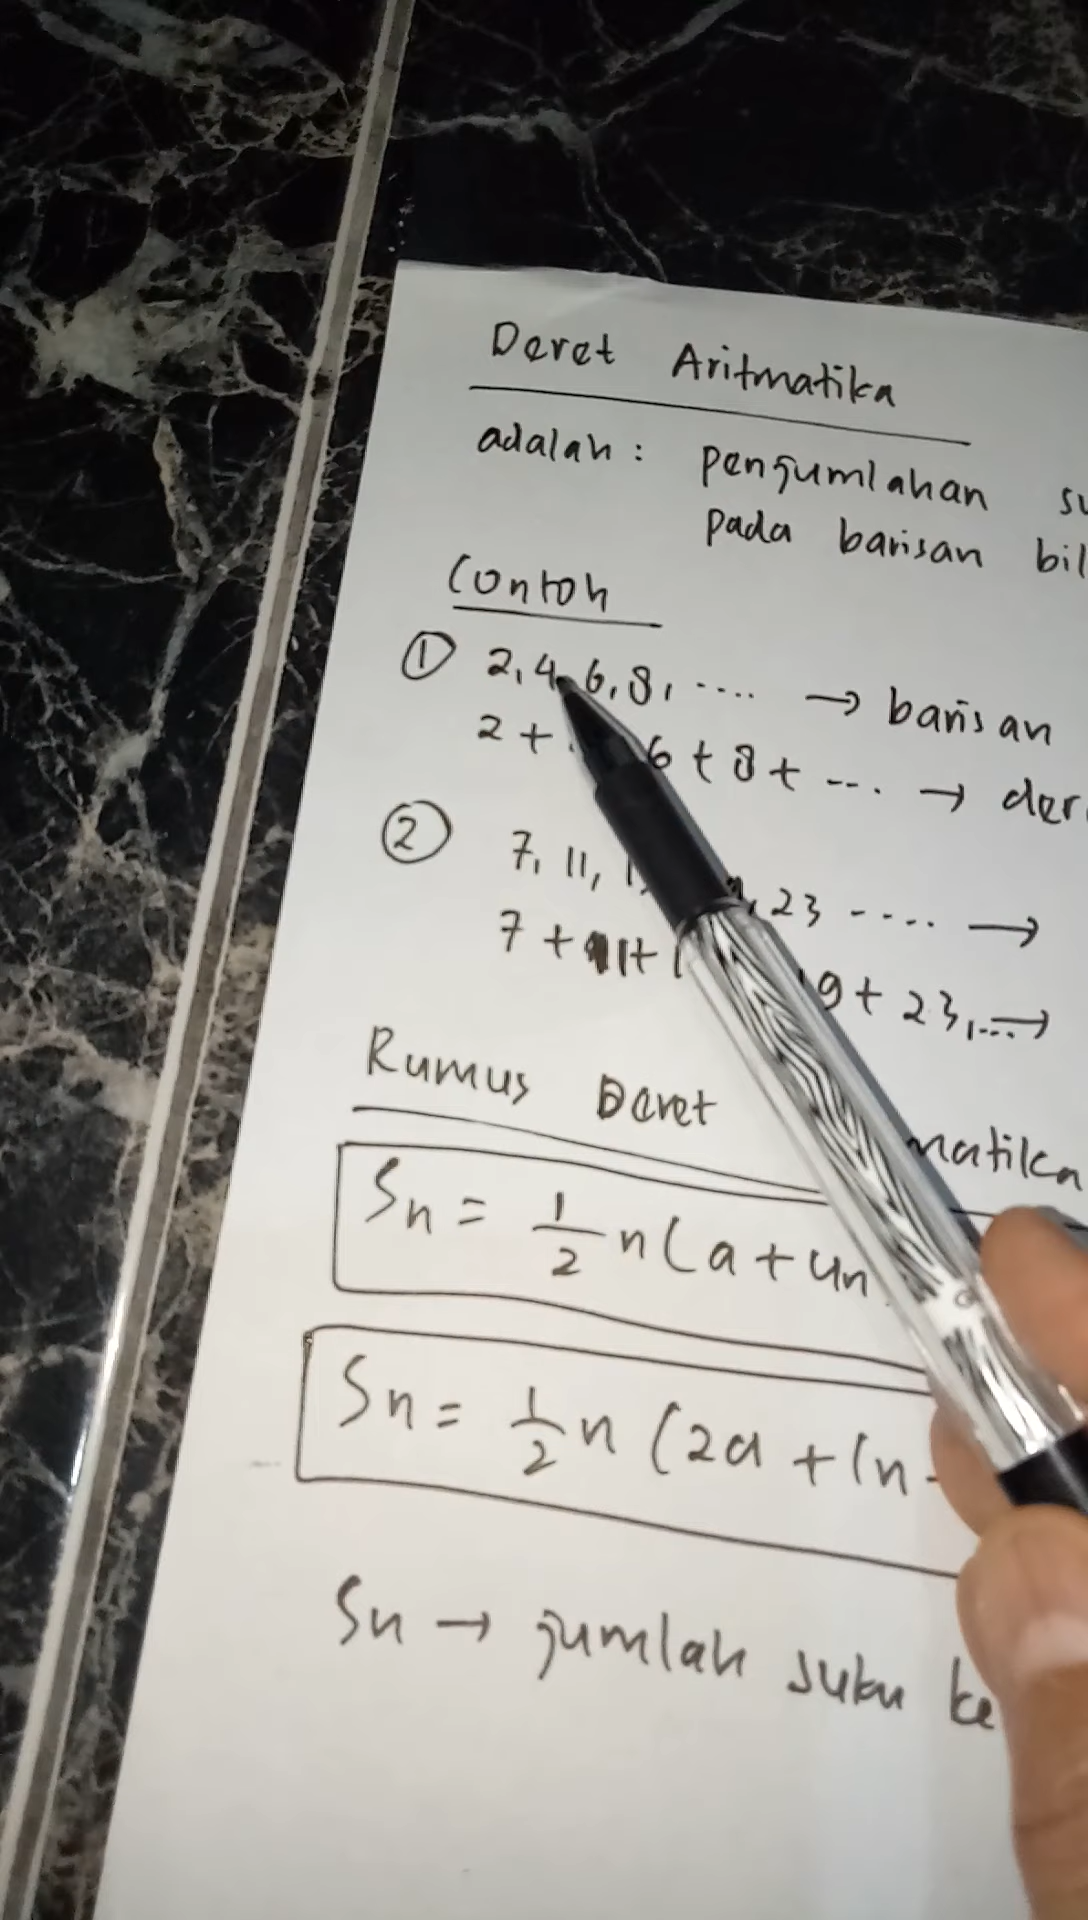 Deret Aritmatika
adalah : pengumlahan
pada barisan bil
Contoh
① 2, 4, 6, 8, .... → barisan
2 + 6 + 8 + .... → der
② 7, 11, 23 .... →
7 + 11 + 9 + 23, ... →
Rumus Deret matika
Sn = 1/2 n (a + Un
Sn = 1/2 n (2a + (n -
Sn → jumlah suku ke